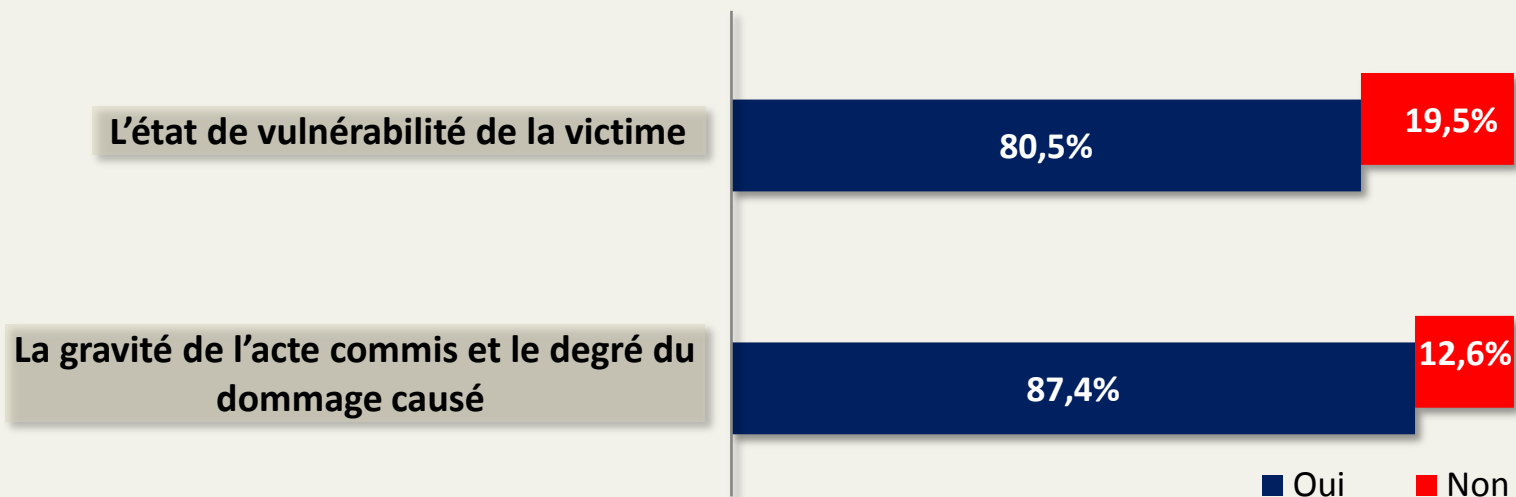 L’état de vulnérabilité de la victime
80,5%
19,5%
La gravité de l’acte commis et le degré du
dommage causé
87,4%
12,6%
Oui
Non